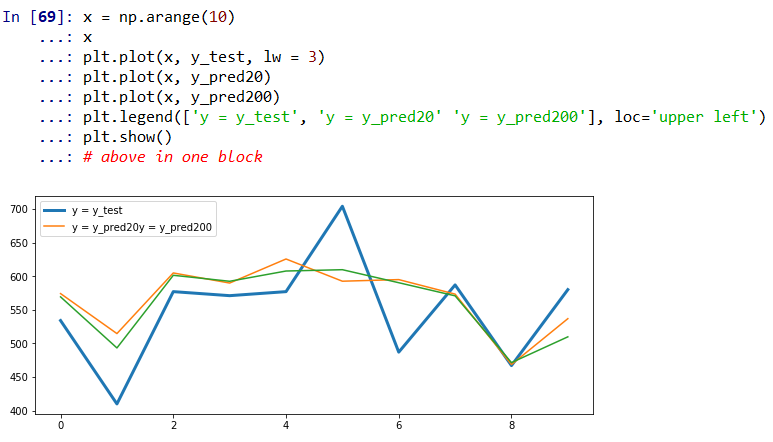 In [69]: x = np.arange(10)
...: x
...: plt.plot(x, y_test, lw = 3)
...: plt.plot(x, y_pred20)
...: plt.plot(x, y_pred200)
...: plt.legend(['y = y_test', 'y = y_pred20' 'y = y_pred200'], loc='upper left')
...: plt.show()
...: # above in one block
y = y_test
y = y_pred20y = y_pred200
700
650
600
550
500
450
400
0 2 4 6 8